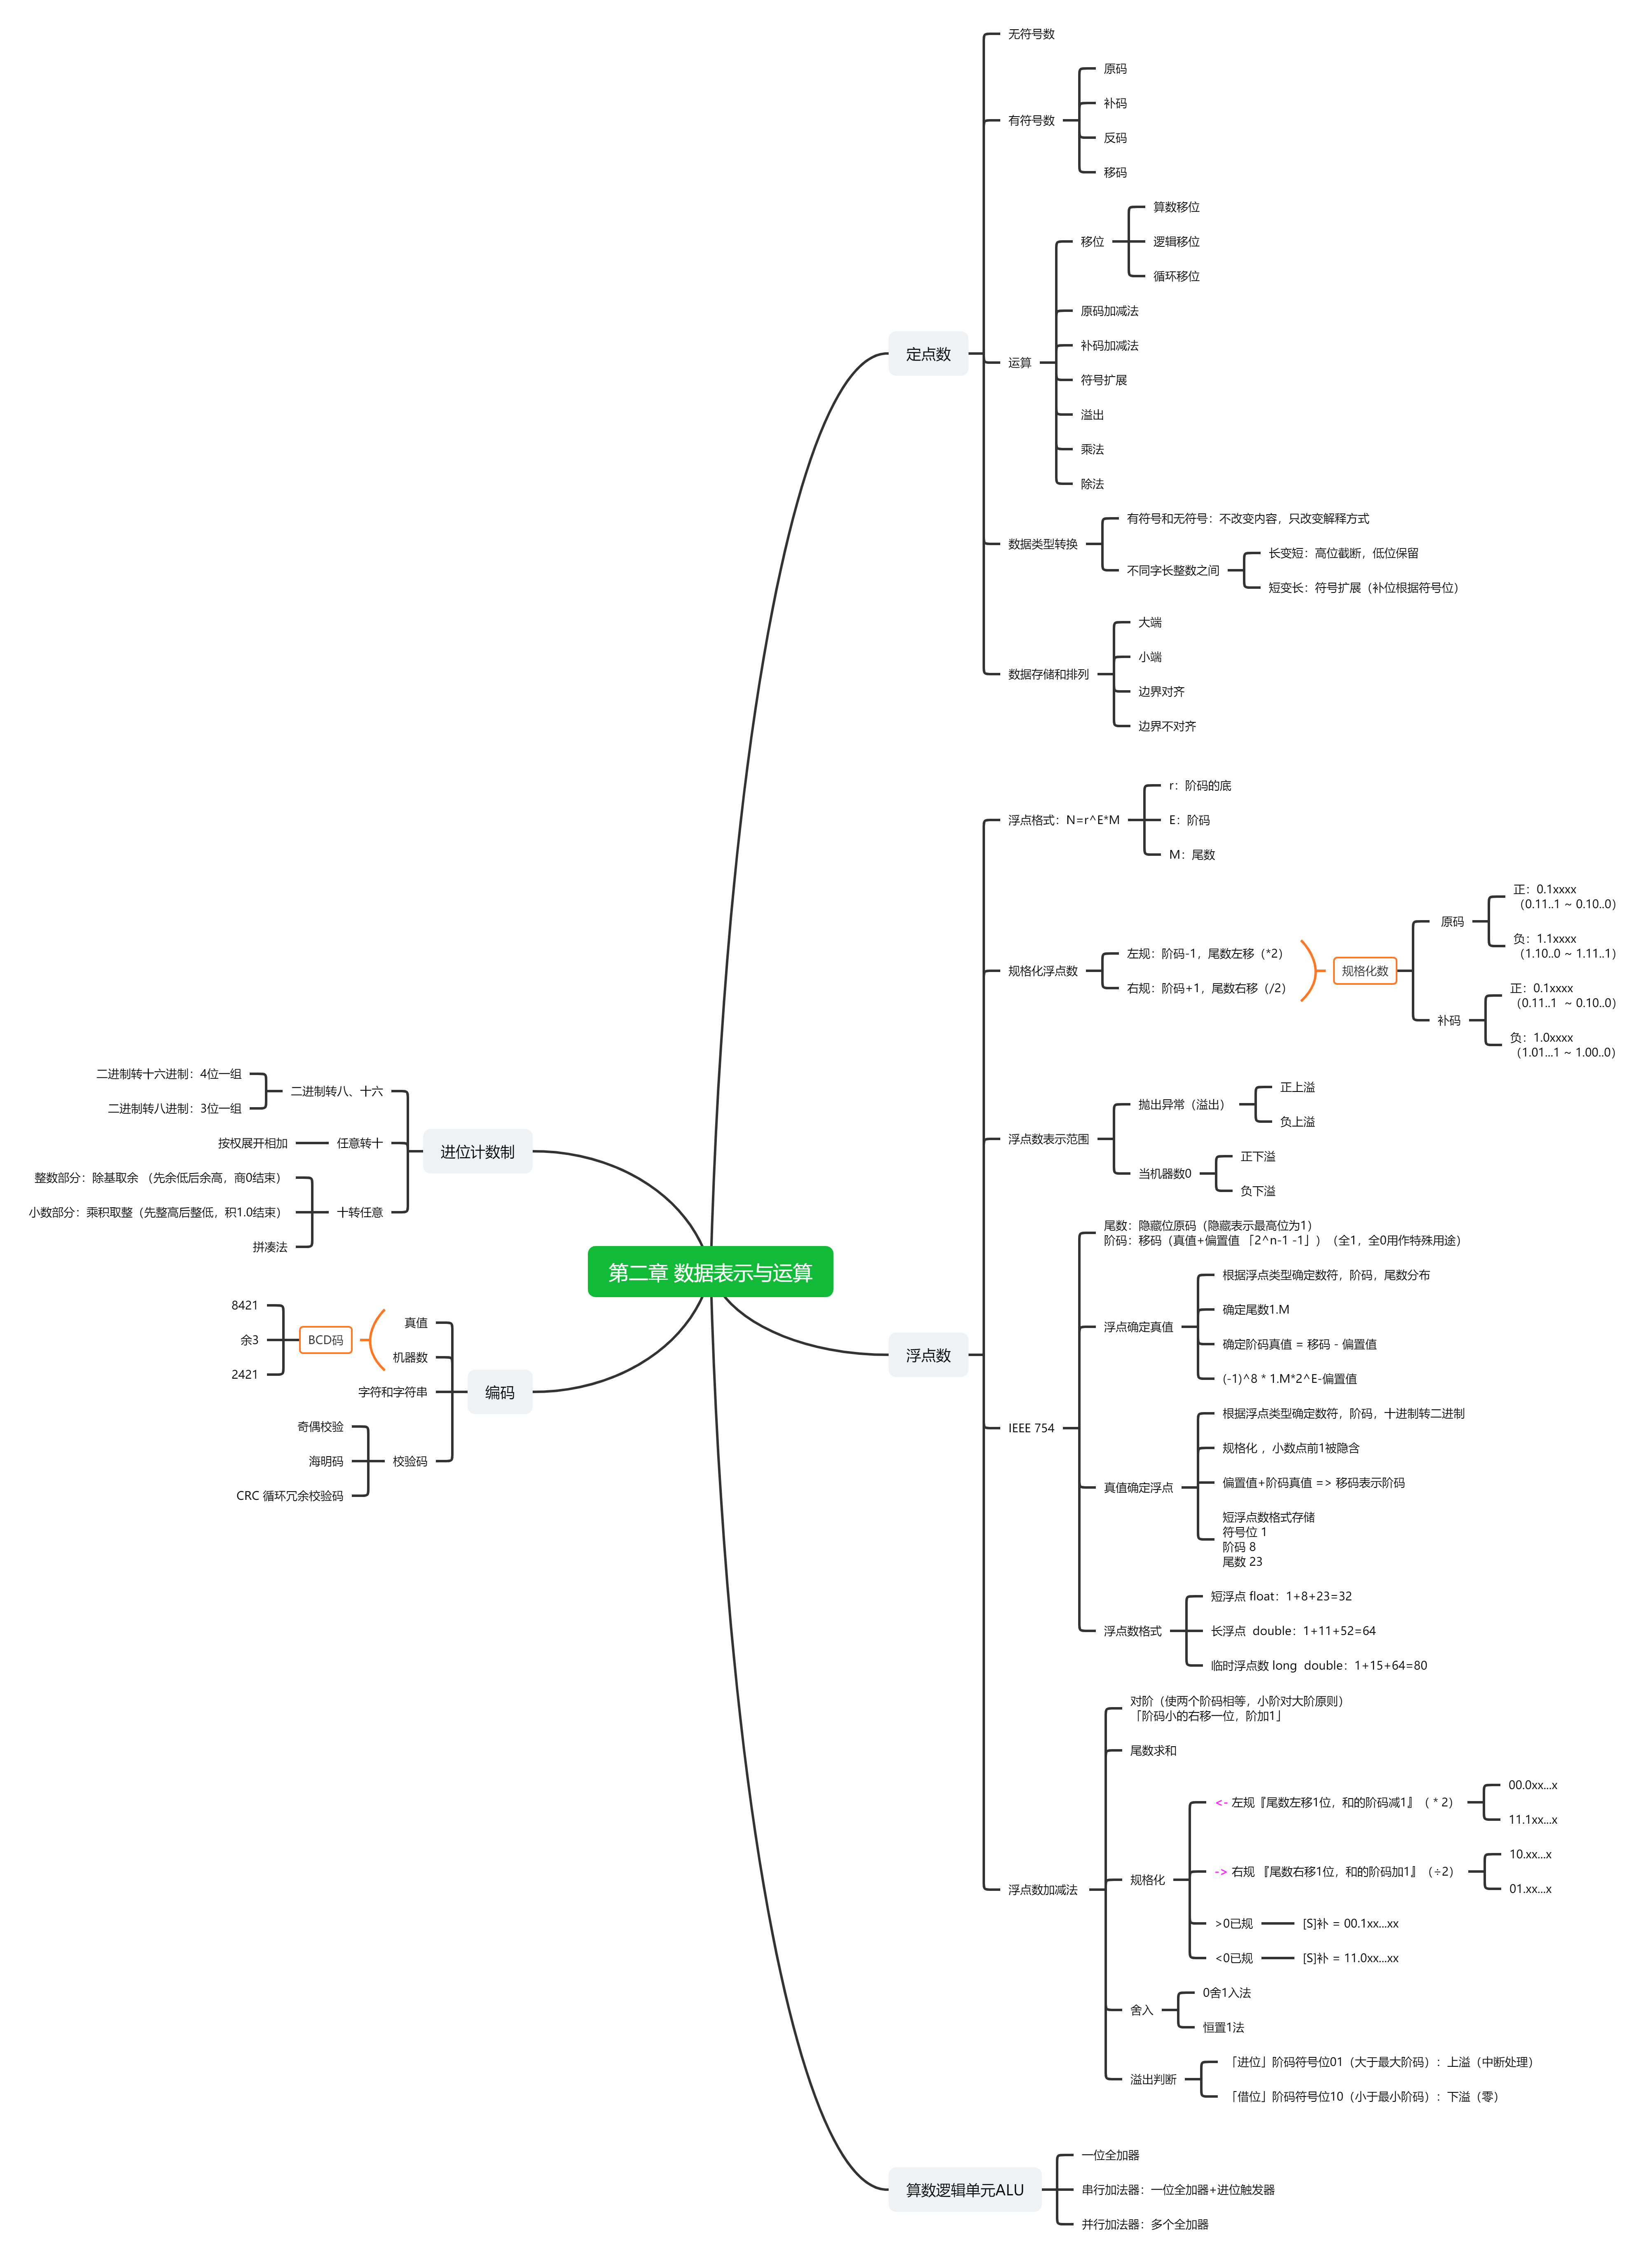 第二章 数据表示与运算
定点数
无符号数
有符号数
原码
补码
反码
移码
运算
移位
算数移位
逻辑移位
循环移位
原码加减法
补码加减法
符号扩展
溢出
乘法
除法
数据类型转换
有符号和无符号：不改变内容，只改变解释方式
不同字长整数之间
长变短：高位截断，低位保留
短变长：符号扩展（补位根据符号位）
数据存储和排列
大端
小端
边界对齐
边界不对齐
浮点数
浮点格式：N=r^E*M
r：阶码的底
E：阶码
M：尾数
规格化浮点数
左规：阶码-1，尾数左移（*2）
右规：阶码+1，尾数右移（/2）
规格化数
原码
正：0.1xxxx
（0.11..1 ~ 0.10..0）
负：1.1xxxx
（1.10..0 ~ 1.11..1）
补码
正：0.1xxxx
（0.11..1  ~ 0.10..0）
负：1.0xxxx
（1.01...1 ~ 1.00..0）
浮点数表示范围
抛出异常（溢出）
正上溢
负上溢
当机器数0
正下溢
负下溢
IEEE 754
尾数：隐藏位原码（隐藏表示最高位为1）
阶码：移码（真值+偏置值 「2^n-1 -1」）（全1，全0用作特殊用途）
浮点确定真值
根据浮点类型确定数符，阶码，尾数分布
确定尾数1.M
确定阶码真值 = 移码 - 偏置值
(-1)^8 * 1.M*2^E-偏置值
真值确定浮点
根据浮点类型确定数符，阶码，十进制转二进制
规格化 ，小数点前1被隐含
偏置值+阶码真值 => 移码表示阶码
短浮点数格式存储
符号位 1
阶码 8
尾数 23
浮点数格式
短浮点 float：1+8+23=32
长浮点  double：1+11+52=64
临时浮点数 long  double：1+15+64=80
浮点数加减法
对阶（使两个阶码相等，小阶对大阶原则）
「阶码小的右移一位，阶加1」
尾数求和
规格化
<- 左规『尾数左移1位，和的阶码减1』（ * 2）
00.0xx...x
11.1xx...x
-> 右规 『尾数右移1位，和的阶码加1』（÷2）
10.xx...x
01.xx...x
>0已规
[S]补 = 00.1xx...xx
<0已规
[S]补 = 11.0xx...xx
舍入
0舍1入法
恒置1法
溢出判断
「进位」阶码符号位01（大于最大阶码）：上溢（中断处理）
「借位」阶码符号位10（小于最小阶码）：下溢（零）
算数逻辑单元ALU
一位全加器
串行加法器：一位全加器+进位触发器
并行加法器：多个全加器
进位计数制
二进制转八、十六
二进制转十六进制：4位一组
二进制转八进制：3位一组
任意转十
按权展开相加
十转任意
整数部分：除基取余 （先余低后余高，商0结束）
小数部分：乘积取整（先整高后整低，积1.0结束）
拼凑法
编码
真值
机器数
BCD码
8421
余3
2421
字符和字符串
校验码
奇偶校验
海明码
CRC 循环冗余校验码